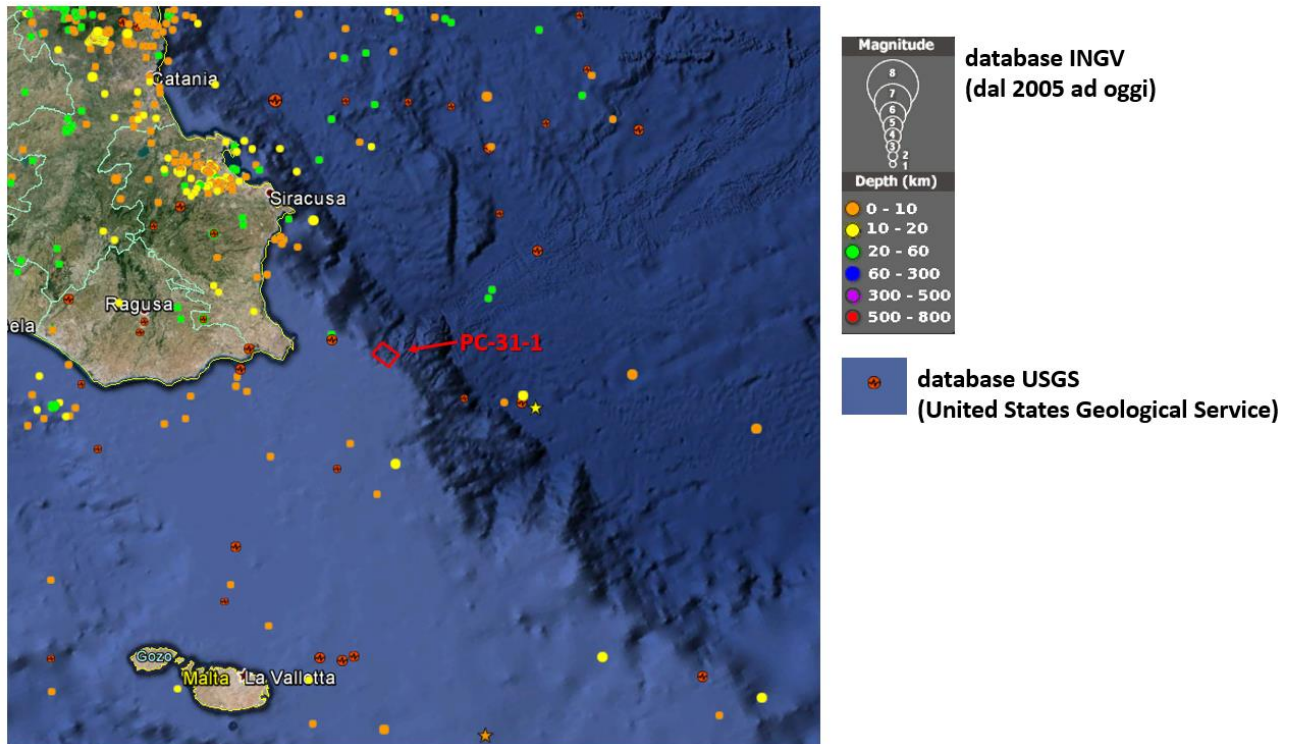 Catania
Siracusa
Ragusa
ela
PC-31-1
Gozo
Malta
La Valletta
Magnitude
8
7
6
5
4
3
2
1
Depth (km)
0 - 10
10 - 20
20 - 60
60 - 300
300 - 500
500 - 800
database INGV
(dal 2005 ad oggi)
database USGS
(United States Geological Service)